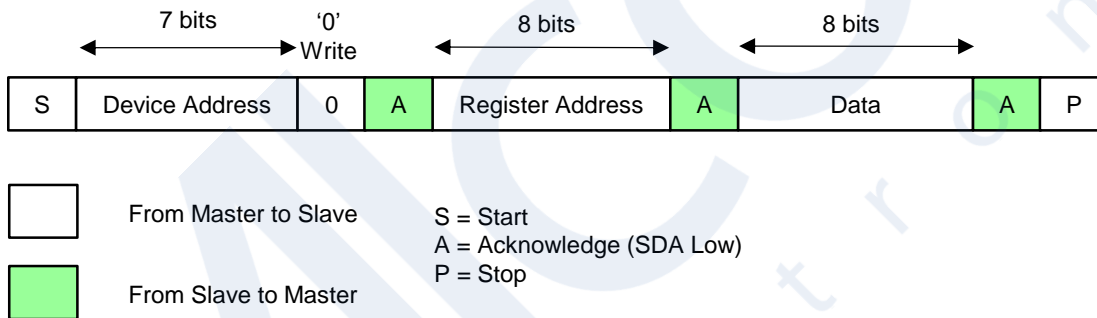 7 bits ‘0’ 8 bits 8 bits
Write
S Device Address 0 A Register Address A Data A P
From Master to Slave
S = Start
A = Acknowledge (SDA Low)
P = Stop
From Slave to Master